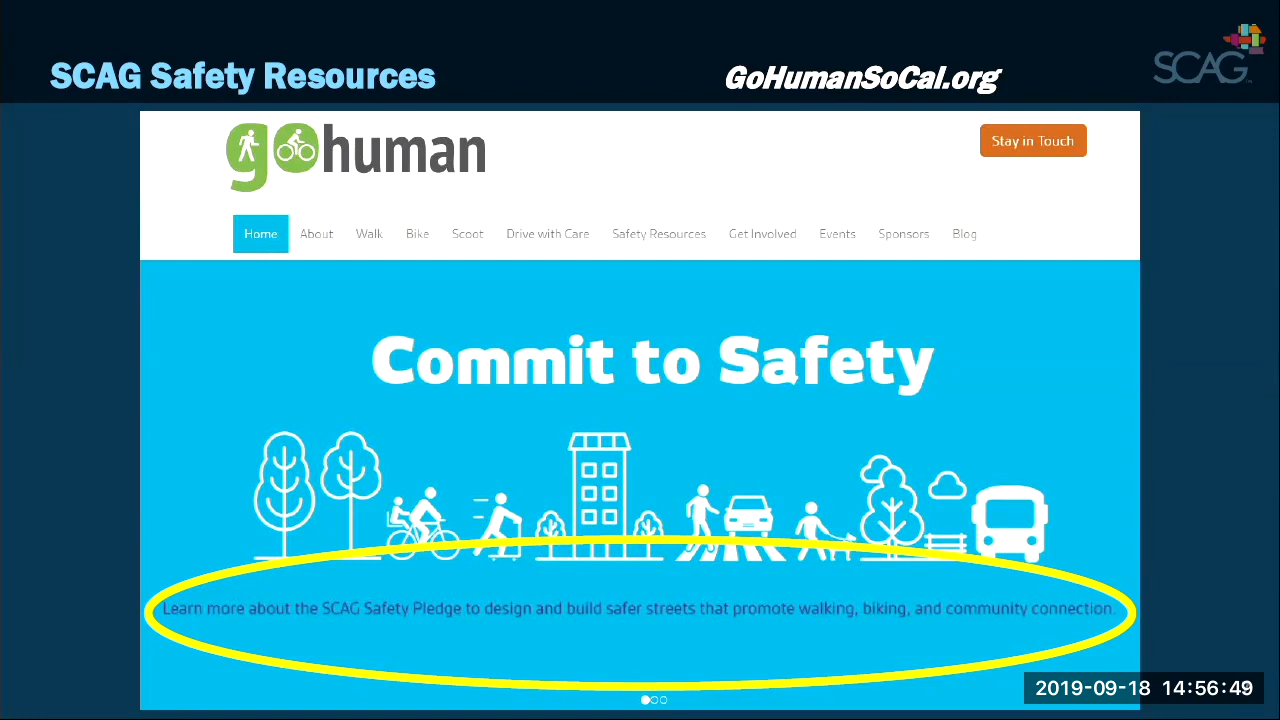 SCAG Safety Resources
GoHumanSoCal.org
SCAG
gohuman
Stay in Touch
Home About Walk Bike Scoot Drive with Care Safety Resources Get Involved Events Sponsors Blog
Commit to Safety
Learn more about the SCAG Safety Pledge to design and build safer streets that promote walking, biking, and community connection.
2019-09-18 14:56:49